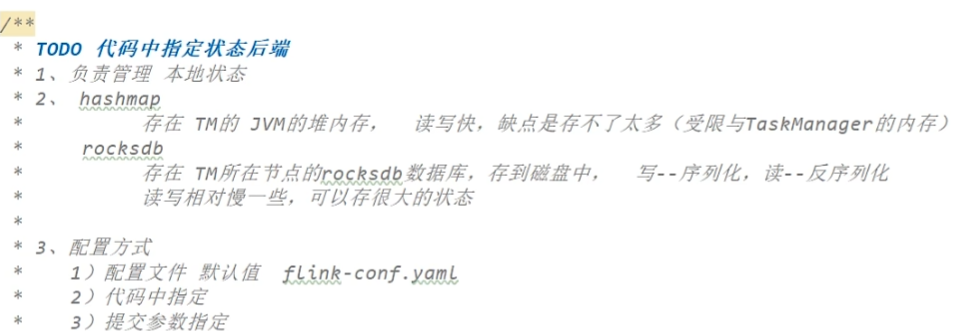 /**
 * TODO 代码中指定状态后端
 * 1、负责管理 本地状态
 * 2、 hashmap
 *          存在 TM的 JVM的堆内存，  读写快，缺点是存不了太多（受限与TaskManager的内存）
 *     rocksdb
 *          存在 TM所在节点的rocksdb数据库，存到磁盘中，  写--序列化，读--反序列化
 *          读写相对慢一些，可以存很大的状态
 *
 * 3、配置方式
 *    1）配置文件 默认值  flink-conf.yaml
 *    2）代码中指定
 *    3）提交参数指定